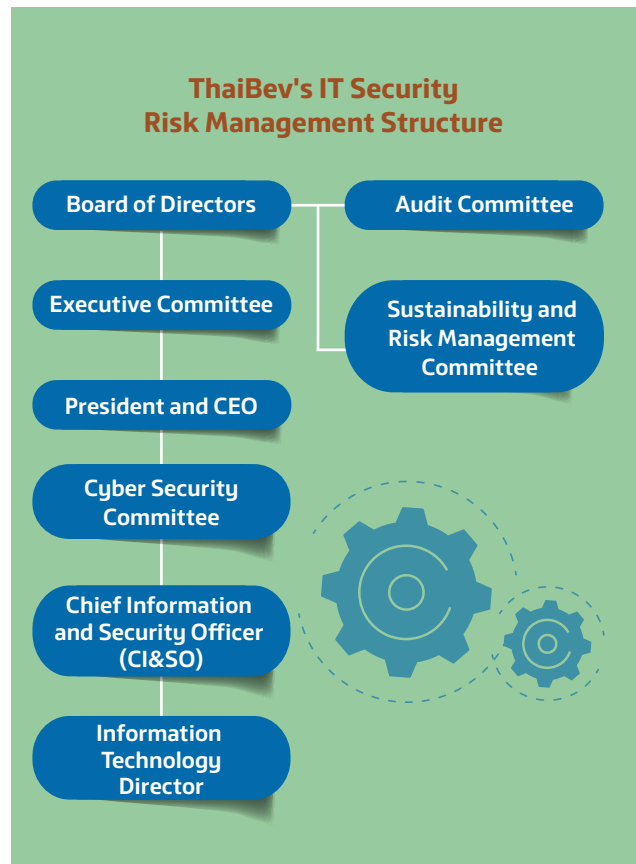 ThaiBev's IT Security
Risk Management Structure
Board of Directors
Audit Committee
Executive Committee
Sustainability and
Risk Management
Committee
President and CEO
Cyber Security
Committee
Chief Information
and Security Officer
(CI&SO)
Information
Technology
Director